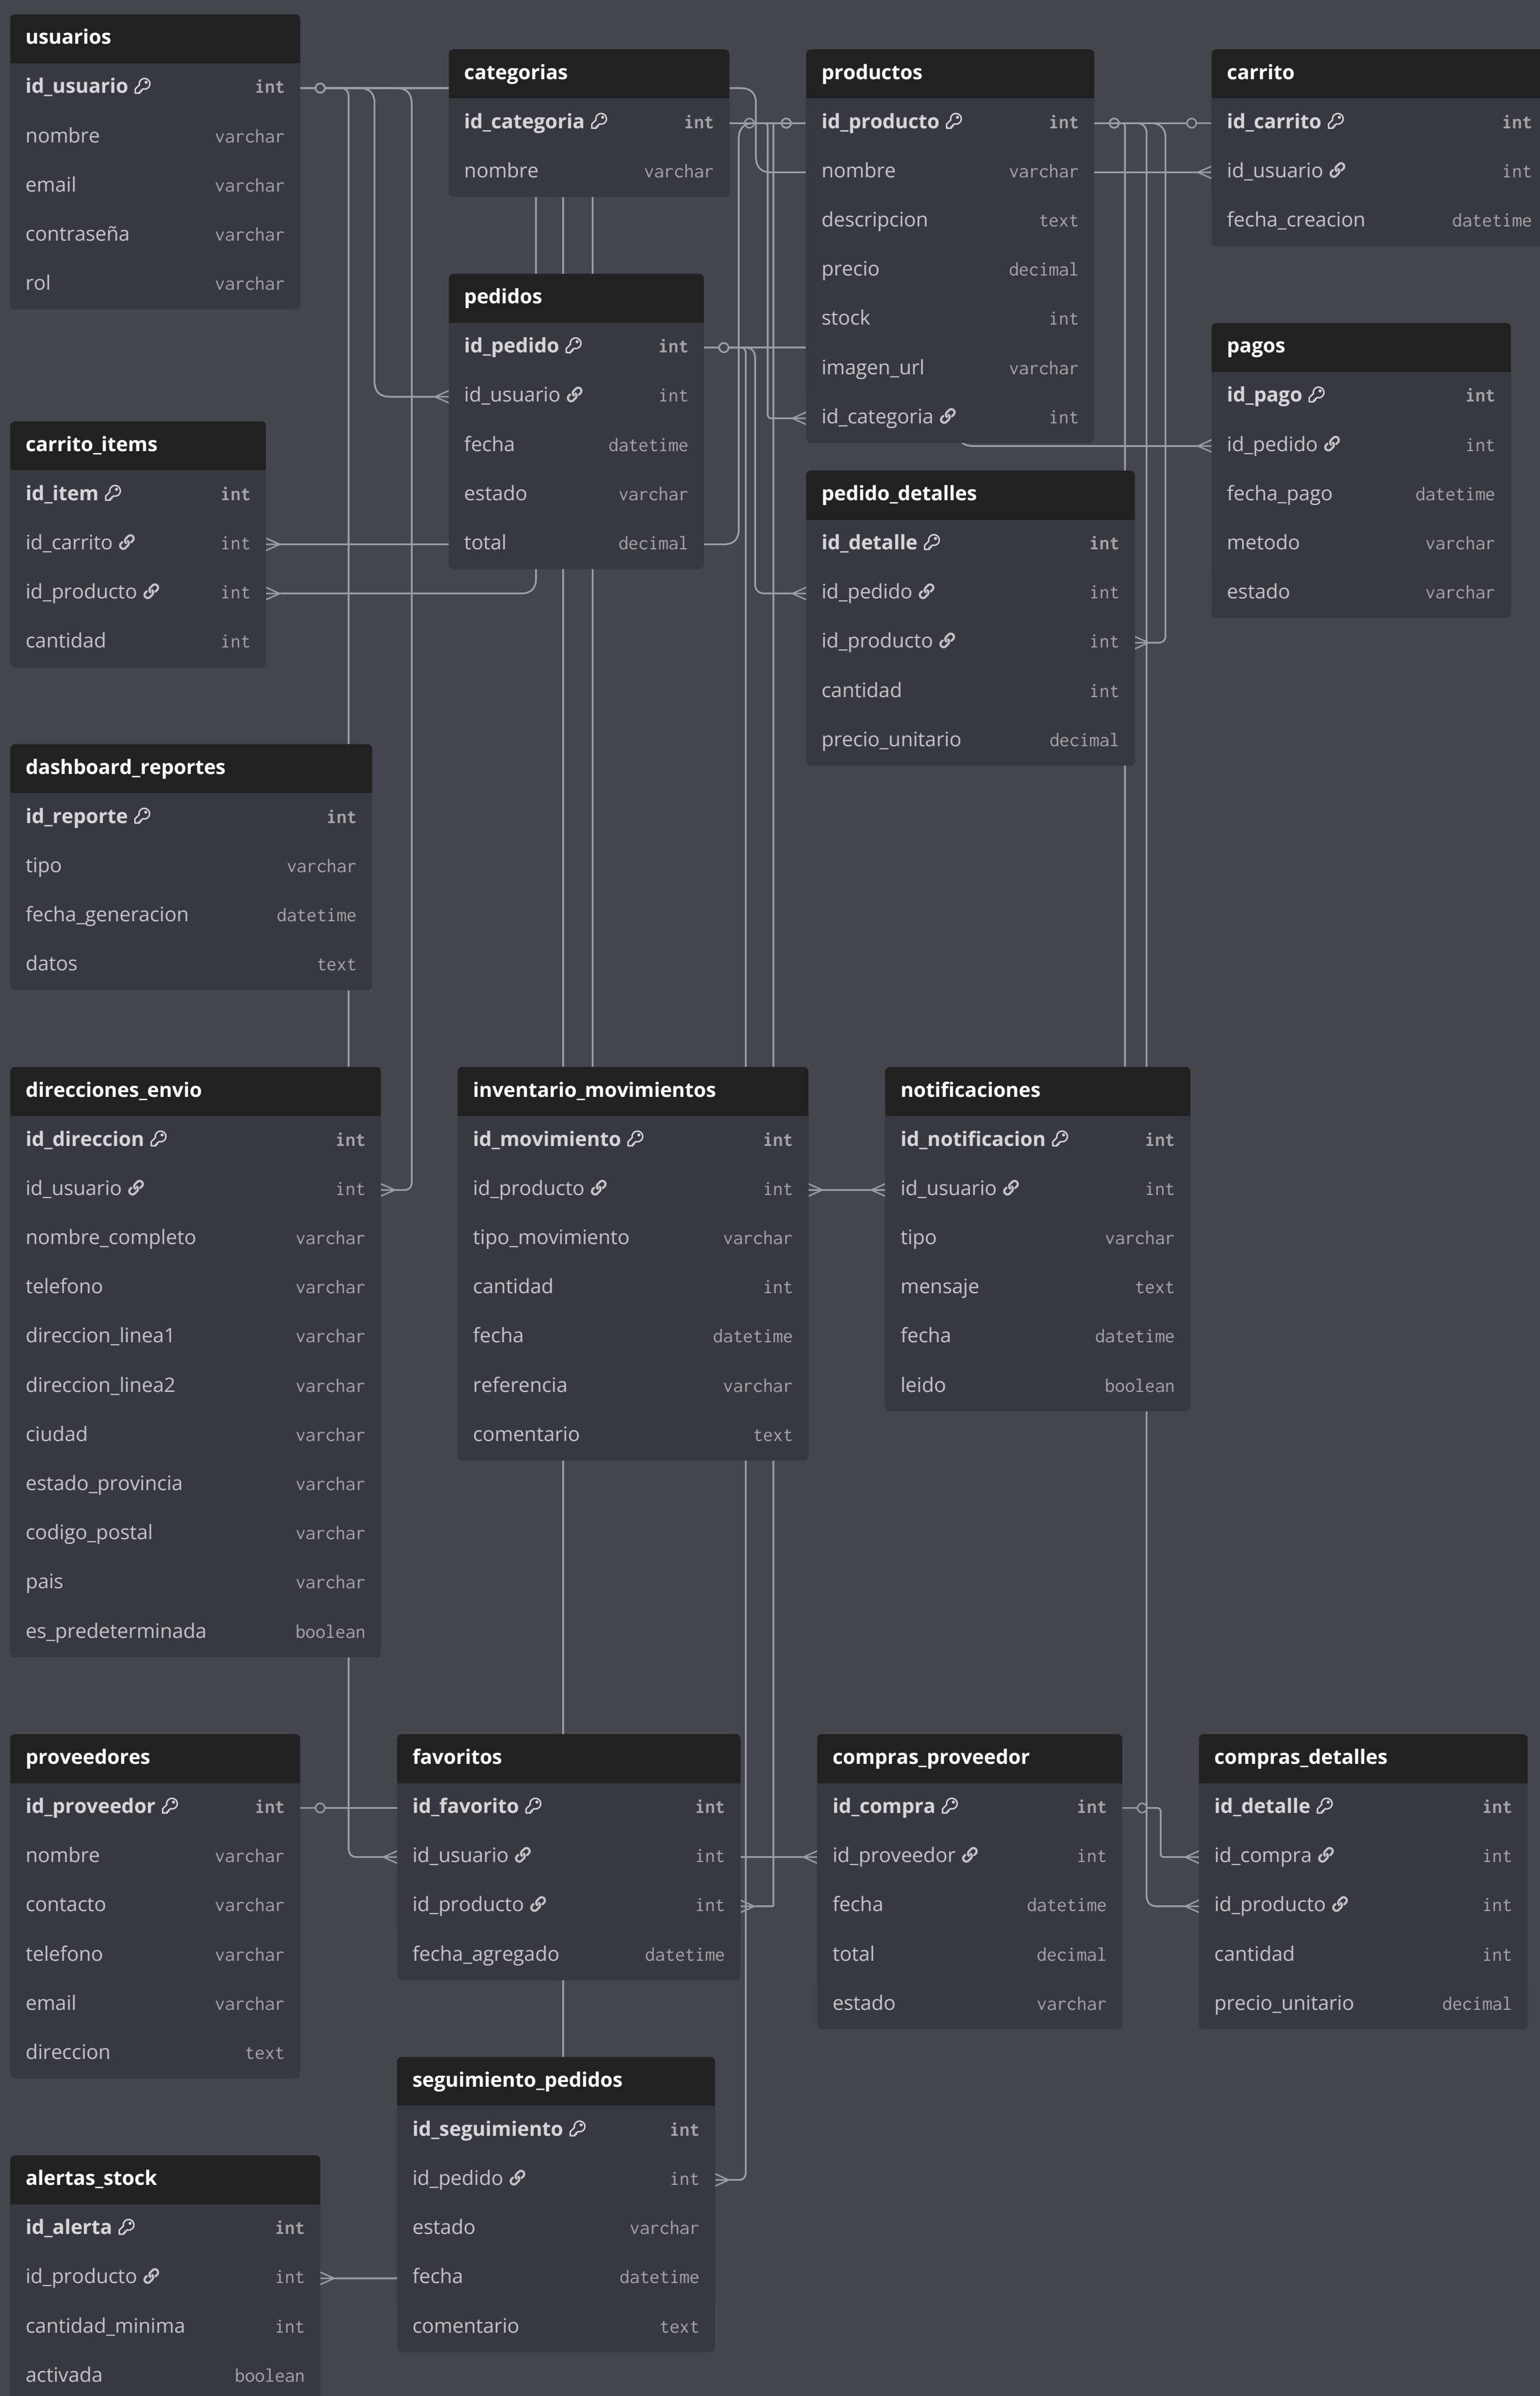 usuarios
id_usuario int
nombre varchar
email varchar
contraseña varchar
rol varchar
categorias
id_categoria int
nombre varchar
productos
id_producto int
nombre varchar
descripcion text
precio decimal
stock int
imagen_url varchar
id_categoria int
carrito
id_carrito int
id_usuario int
fecha_creacion datetime
pedidos
id_pedido int
id_usuario int
fecha datetime
estado varchar
total decimal
pagos
id_pago int
id_pedido int
fecha_pago datetime
metodo varchar
estado varchar
carrito_items
id_item int
id_carrito int
id_producto int
cantidad int
pedido_detalles
id_detalle int
id_pedido int
id_producto int
cantidad int
precio_unitario decimal
dashboard_reportes
id_reporte int
tipo varchar
fecha_generacion datetime
datos text
direcciones_envio
id_direccion int
id_usuario int
nombre_completo varchar
telefono varchar
direccion_linea1 varchar
direccion_linea2 varchar
ciudad varchar
estado_provincia varchar
codigo_postal varchar
pais varchar
es_predeterminada boolean
inventario_movimientos
id_movimiento int
id_producto int
tipo_movimiento varchar
cantidad int
fecha datetime
referencia varchar
comentario text
notificaciones
id_notificacion int
id_usuario int
tipo varchar
mensaje text
fecha datetime
leido boolean
proveedores
id_proveedor int
nombre varchar
contacto varchar
telefono varchar
email varchar
direccion text
favoritos
id_favorito int
id_usuario int
id_producto int
fecha_agregado datetime
compras_proveedor
id_compra int
id_proveedor int
fecha datetime
total decimal
estado varchar
compras_detalles
id_detalle int
id_compra int
id_producto int
cantidad int
precio_unitario decimal
seguimiento_pedidos
id_seguimiento int
id_pedido int
estado varchar
fecha datetime
comentario text
alertas_stock
id_alerta int
id_producto int
cantidad_minima int
activada boolean